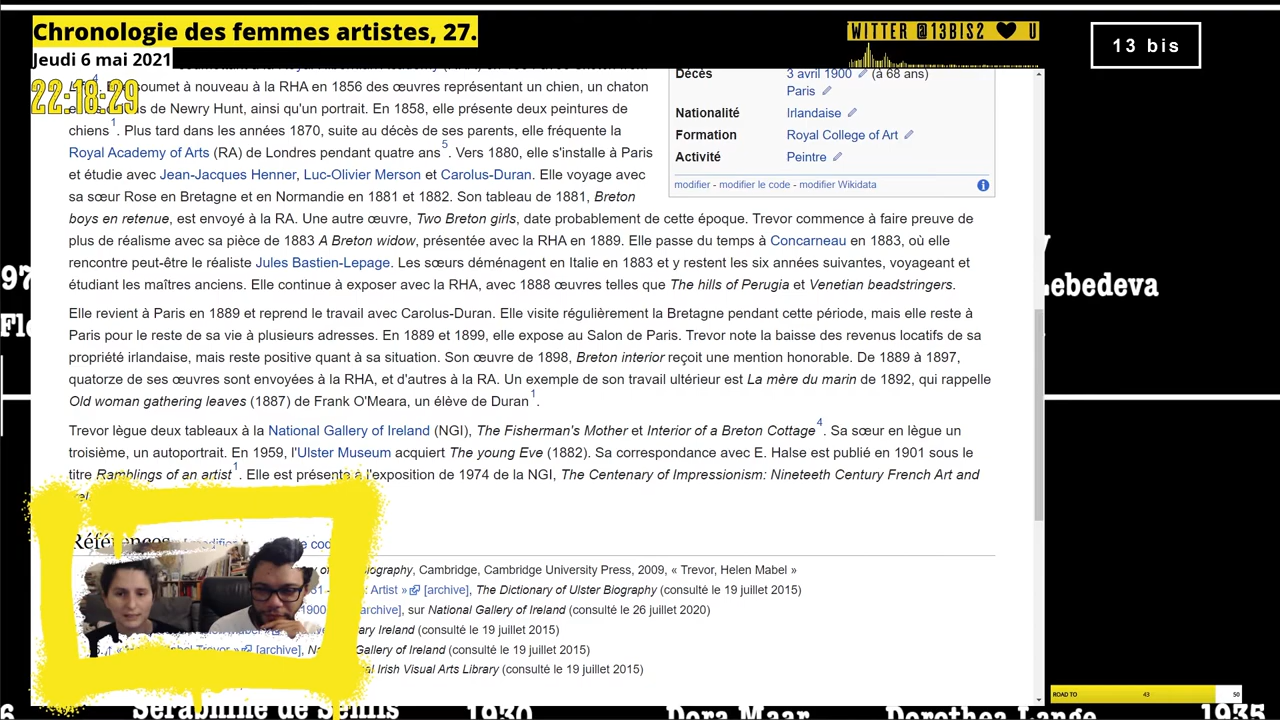 Chronologie des femmes artistes, 27.
Jeudi 6 mai 2021
22:18:29
WITTER @13BIS2 U
13 bis
soumet à nouveau à la RHA en 1856 des œuvres représentant un chien, un chaton
de Newry Hunt, ainsi qu'un portrait. En 1858, elle présente deux peintures de
chiens1. Plus tard dans les années 1870, suite au décès de ses parents, elle fréquente la
Royal Academy of Arts (RA) de Londres pendant quatre ans5. Vers 1880, elle s'installe à Paris
et étudie avec Jean-Jacques Henner, Luc-Olivier Merson et Carolus-Duran. Elle voyage avec
sa sœur Rose en Bretagne et en Normandie en 1881 et 1882. Son tableau de 1881, Breton
boys en retenue, est envoyé à la RA. Une autre œuvre, Two Breton girls, date probablement de cette époque. Trevor commence à faire preuve de
plus de réalisme avec sa pièce de 1883 A Breton widow, présentée avec la RHA en 1889. Elle passe du temps à Concarneau en 1883, où elle
rencontre peut-être le réaliste Jules Bastien-Lepage. Les sœurs déménagent en Italie en 1883 et y restent les six années suivantes, voyageant et
étudiant les maîtres anciens. Elle continue à exposer avec la RHA, avec 1888 œuvres telles que The hills of Perugia et Venetian beadstringers.
Décès 3 avril 1900 (à 68 ans)
Paris
Nationalité Irlandaise
Formation Royal College of Art
Activité Peintre
modifier - modifier le code - modifier Wikidata
Elle revient à Paris en 1889 et reprend le travail avec Carolus-Duran. Elle visite régulièrement la Bretagne pendant cette période, mais elle reste à
Paris pour le reste de sa vie à plusieurs adresses. En 1889 et 1899, elle expose au Salon de Paris. Trevor note la baisse des revenus locatifs de sa
propriété irlandaise, mais reste positive quant à sa situation. Son œuvre de 1898, Breton interior reçoit une mention honorable. De 1889 à 1897,
quatorze de ses œuvres sont envoyées à la RHA, et d'autres à la RA. Un exemple de son travail ultérieur est La mère du marin de 1892, qui rappelle
Old woman gathering leaves (1887) de Frank O'Meara, un élève de Duran1.
Trevor lègue deux tableaux à la National Gallery of Ireland (NGI), The Fisherman's Mother et Interior of a Breton Cottage4. Sa sœur en lègue un
troisième, un autoportrait. En 1959, l'Ulster Museum acquiert The young Eve (1882). Sa correspondance avec E. Halse est publié en 1901 sous le
titre Ramblings of an artist1. Elle est présente à l'exposition de 1974 de la NGI, The Centenary of Impressionism: Nineteeth Century French Art and
Références
of Biography, Cambridge, Cambridge University Press, 2009, « Trevor, Helen Mabel »
Artist » [archive], The Dictionary of Ulster Biography (consulté le 19 juillet 2015)
1900 [archive], sur National Gallery of Ireland (consulté le 26 juillet 2020)
Ireland (consulté le 19 juillet 2015)
Trevor » [archive], Gallery of Ireland (consulté le 19 juillet 2015)
Irish Visual Arts Library (consulté le 19 juillet 2015)
97
Lebedeva
Séraphine de Senlis 1930 Dora Maar Dorothea Lange 1935
ROAD TO 43 50